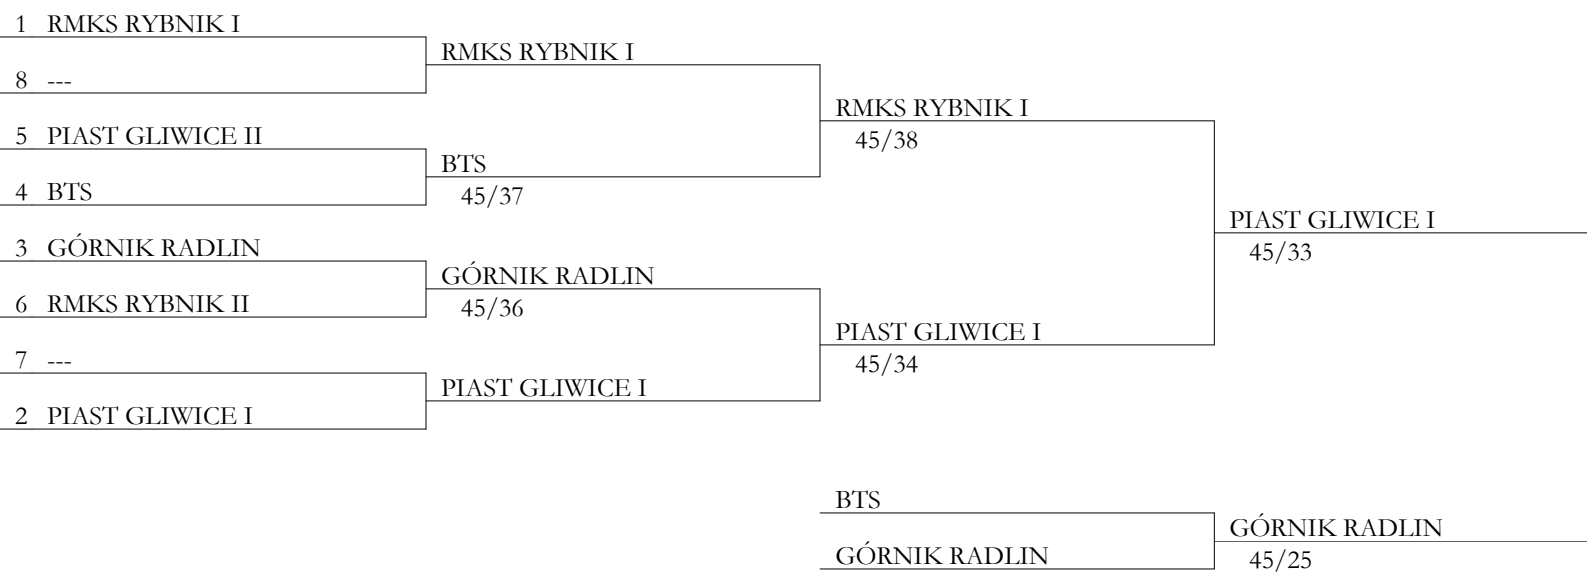 1 RMKS RYBNIK I
RMKS RYBNIK I
8 ---
RMKS RYBNIK I
45/38
5 PIAST GLIWICE II
BTS
45/37
4 BTS
PIAST GLIWICE I
45/33
3 GÓRNIK RADLIN
GÓRNIK RADLIN
45/36
6 RMKS RYBNIK II
PIAST GLIWICE I
45/34
7 ---
PIAST GLIWICE I
2 PIAST GLIWICE I
BTS
GÓRNIK RADLIN
45/25
GÓRNIK RADLIN